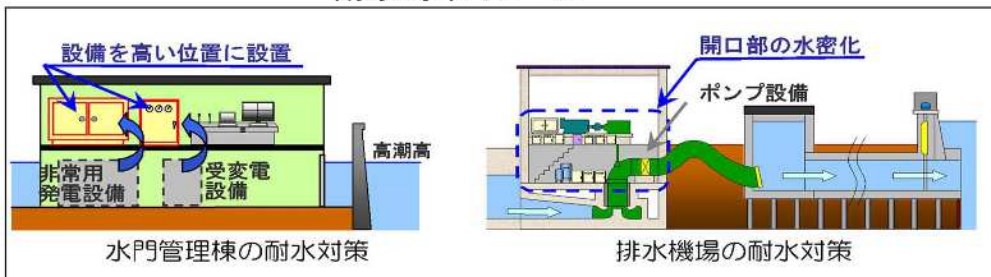 設備を高い位置に設置
非常用
発電設備
受変電
設備
高潮高
水門管理棟の耐水対策
開口部の水密化
ポンプ設備
排水機場の耐水対策